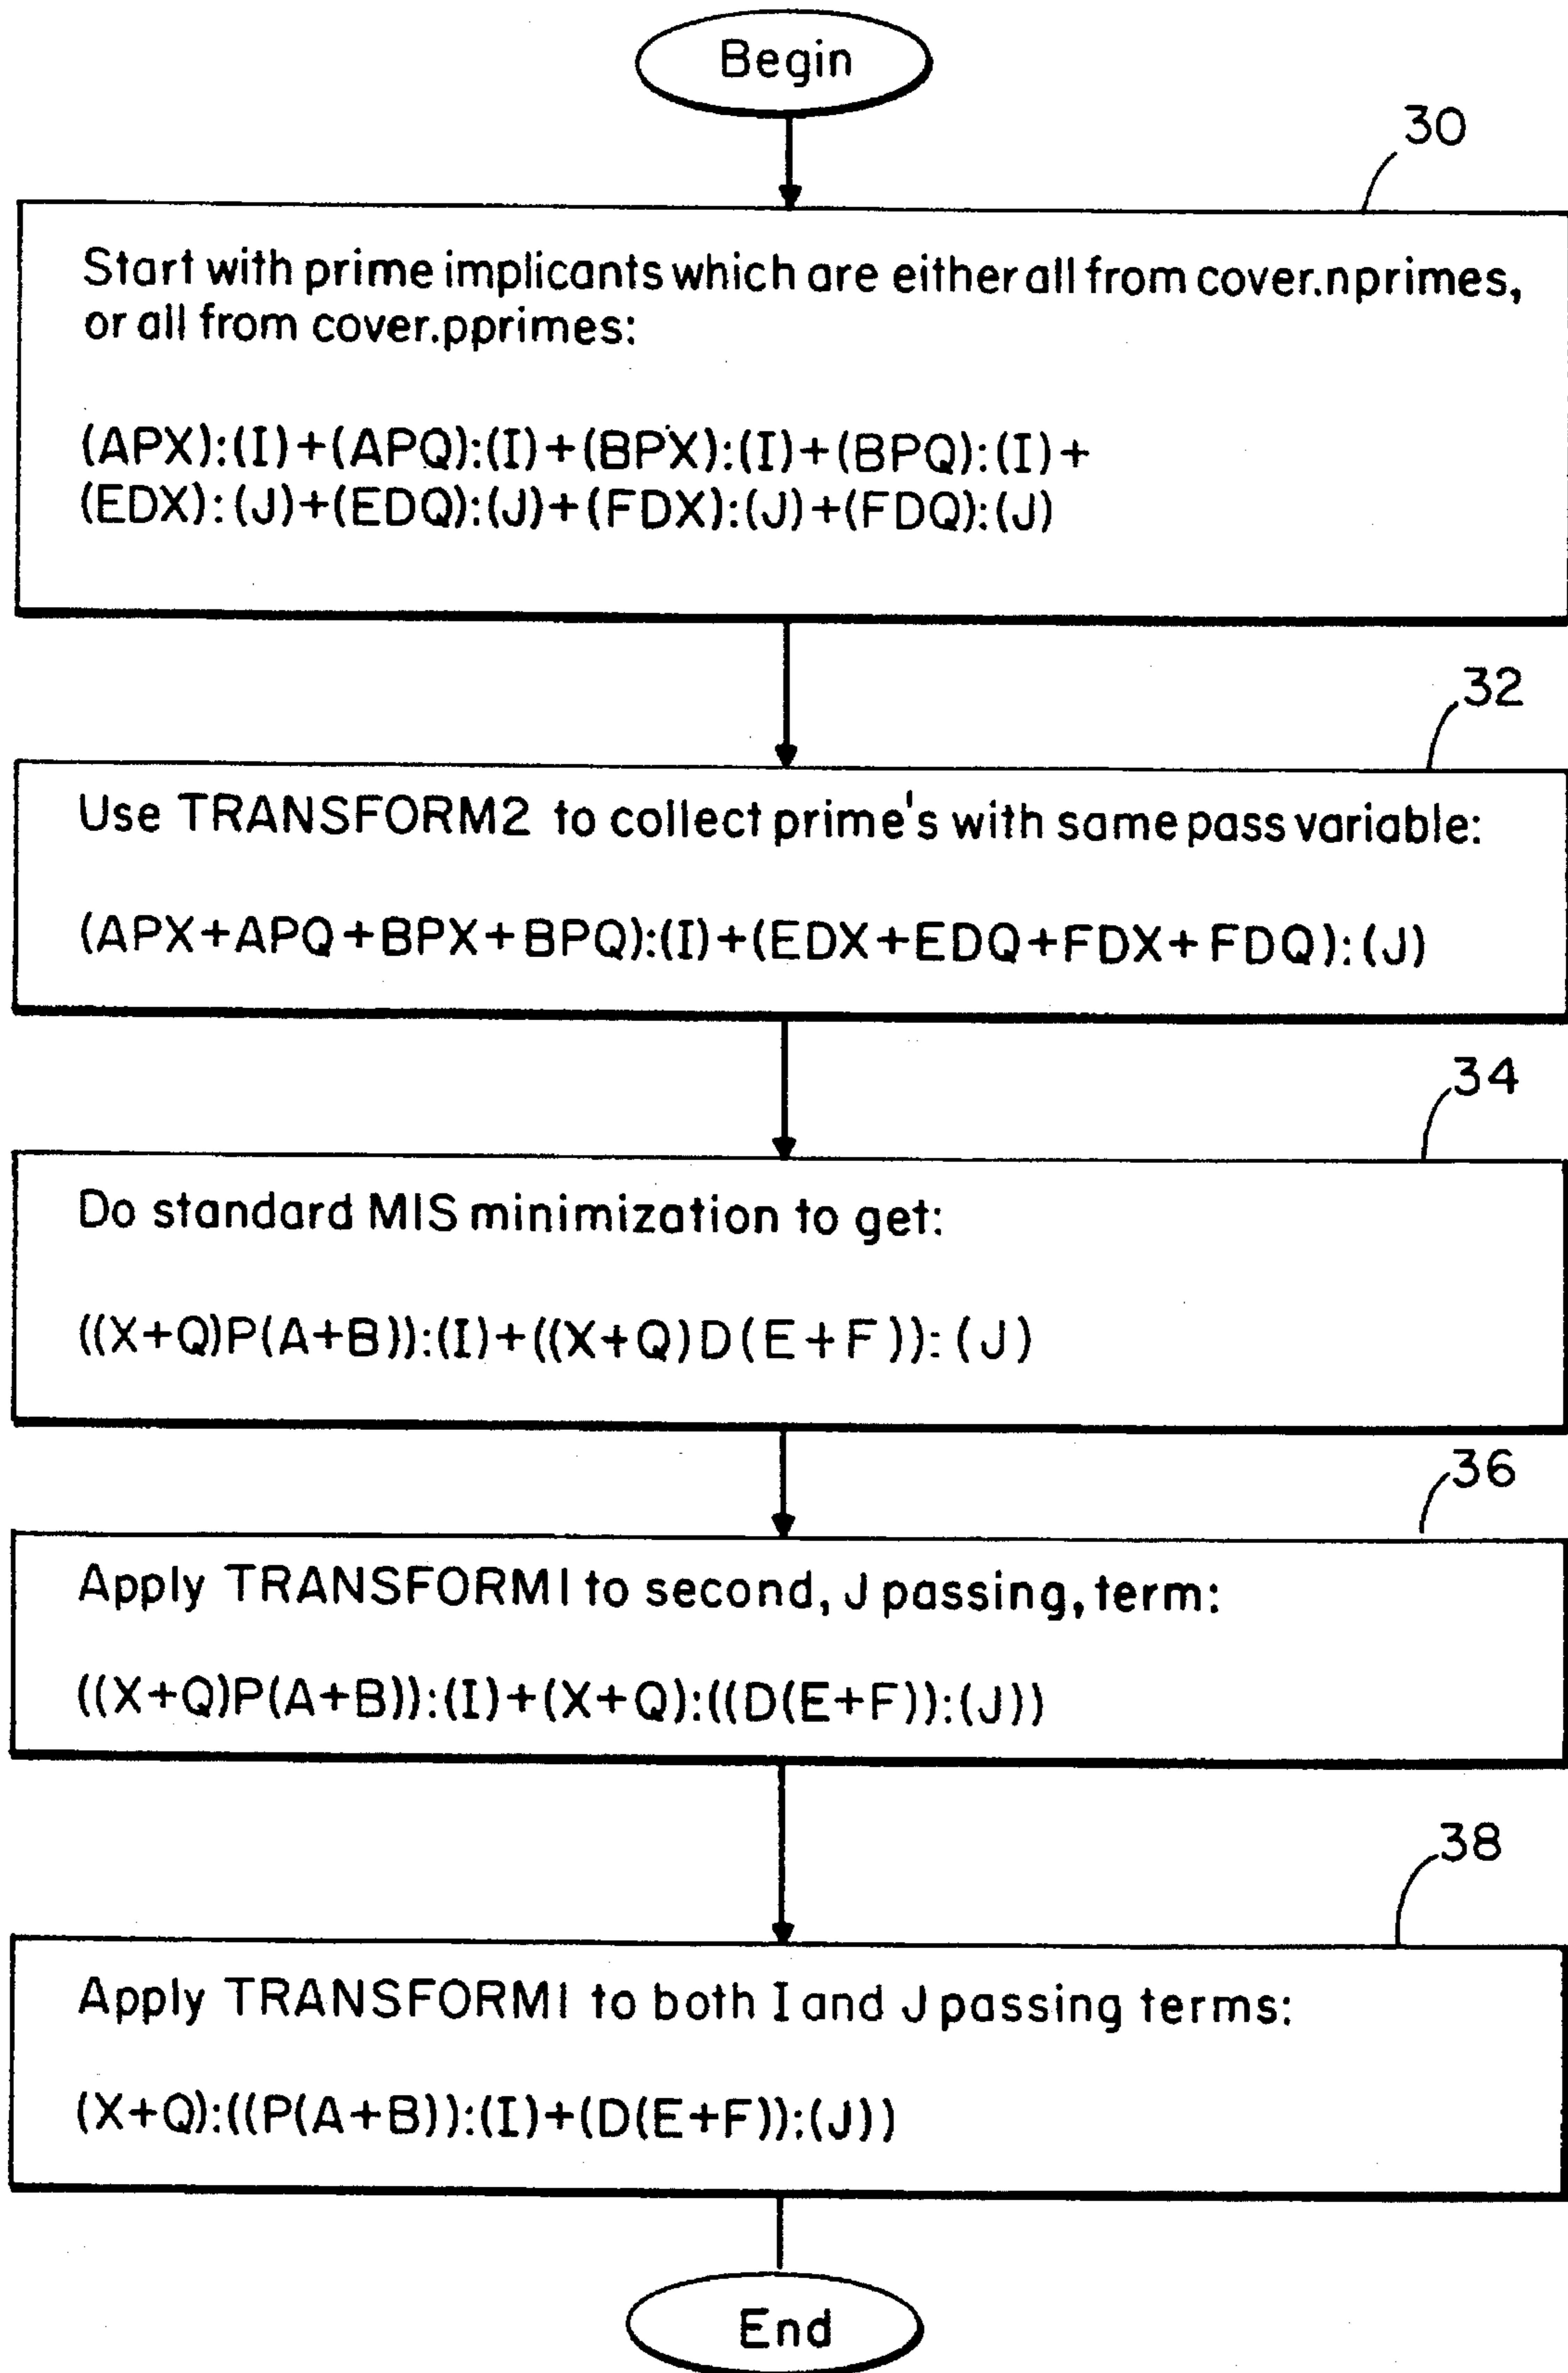 Begin
30
Start with prime implicants which are either all from cover.nprimes,
or all from cover.pprimes:
(APX):(I)+(APQ):(I)+(BPX):(I)+(BPQ):(I)+
(EDX):(J)+(EDQ):(J)+(FDX):(J)+(FDQ):(J)
32
Use TRANSFORM2 to collect prime's with same pass variable:
(APX+APQ+BPX+BPQ):(I)+(EDX+EDQ+FDX+FDQ):(J)
34
Do standard MIS minimization to get:
((X+Q)P(A+B)):(I)+((X+Q)D(E+F)):(J)
36
Apply TRANSFORM1 to second, J passing, term:
((X+Q)P(A+B)):(I)+(X+Q):((D(E+F)):(J))
38
Apply TRANSFORM1 to both I and J passing terms:
(X+Q):((P(A+B)):(I)+(D(E+F)):(J))
End